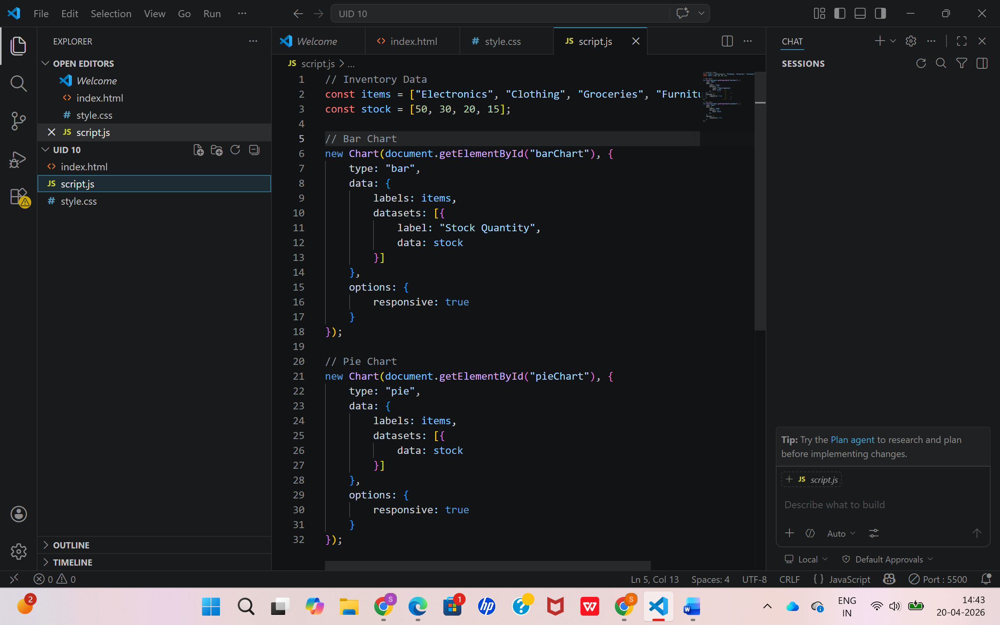 File Edit Selection View Go Run ···
UID 10
EXPLORER
OPEN EDITORS
Welcome
<> index.html
# style.css
JS script.js
UID 10
<> index.html
JS script.js
# style.css
OUTLINE
TIMELINE
Welcome
<> index.html
# style.css
JS script.js
JS script.js > ...
1 // Inventory Data
2 const items = ["Electronics", "Clothing", "Groceries", "Furnitu
3 const stock = [50, 30, 20, 15];
4
5 // Bar Chart
6 new Chart(document.getElementById("barChart"), {
7 type: "bar",
8 data: {
9 labels: items,
10 datasets: [{
11 label: "Stock Quantity",
12 data: stock
13 }]
14 },
15 options: {
16 responsive: true
17 }
18 });
19
20 // Pie Chart
21 new Chart(document.getElementById("pieChart"), {
22 type: "pie",
23 data: {
24 labels: items,
25 datasets: [{
26 data: stock
27 }]
28 },
29 options: {
30 responsive: true
31 }
32 });
CHAT
SESSIONS
Tip: Try the Plan agent to research and plan
before implementing changes.
+ JS script.js
Describe what to build
Auto
Local Default Approvals
0 0
Ln 5, Col 13 Spaces: 4 UTF-8 CRLF { } JavaScript Port : 5500
2
S
1
hp
?
W
S
W
ENG
IN
14:43
20-04-2026